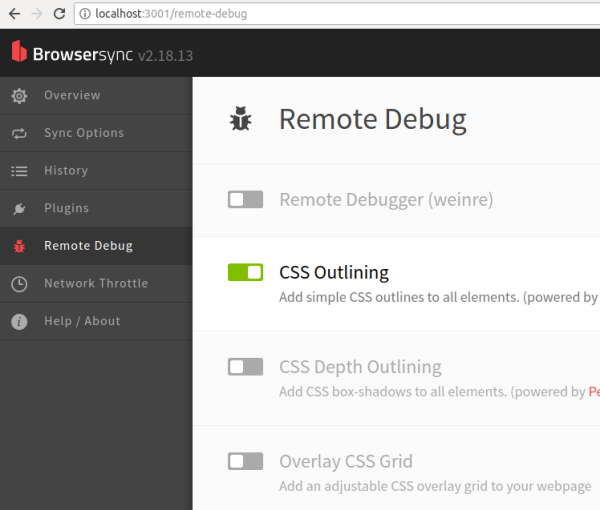 localhost:3001/remote-debug
Browsersync v2.18.13
Overview
Sync Options
History
Plugins
Remote Debug
Network Throttle
Help / About
Remote Debug
Remote Debugger (weinre)
CSS Outlining
Add simple CSS outlines to all elements. (powered by
CSS Depth Outlining
Add CSS box-shadows to all elements. (powered by Pe
Overlay CSS Grid
Add an adjustable CSS overlay grid to your webpage